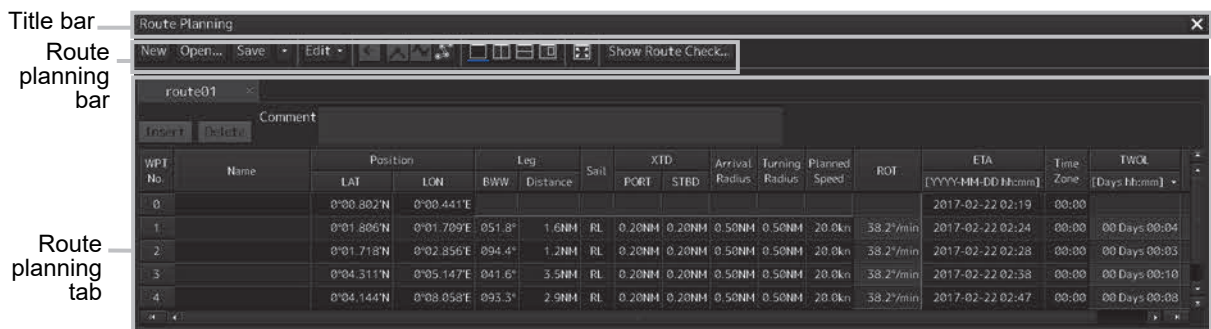 Title bar
Route Planning
Route planning bar
New Open... Save Edit Show Route Check...
route01
Comment
Insert Delete
WPT No. Name Position Leg Sail XTD Arrival Radius Turning Radius Planned Speed ROT ETA Time Zone TWOL
LAT LON BWW Distance PORT STBD [YYYY-MM-DD hh:mm] [Days hh:mm]
0 0°00.802'N 0°00.441'E 2017-02-22 02:19 00:00
1 0°01.806'N 0°01.709'E 051.8° 1.6NM RL 0.20NM 0.20NM 0.50NM 0.50NM 20.0kn 38.2°/min 2017-02-22 02:24 00:00 00 Days 00:04
2 0°01.718'N 0°02.856'E 094.4° 1.2NM RL 0.20NM 0.20NM 0.50NM 0.50NM 20.0kn 38.2°/min 2017-02-22 02:28 00:00 00 Days 00:03
Route planning tab
3 0°04.311'N 0°05.147'E 041.6° 3.5NM RL 0.20NM 0.20NM 0.50NM 0.50NM 20.0kn 38.2°/min 2017-02-22 02:38 00:00 00 Days 00:10
4 0°04.144'N 0°08.058'E 093.3° 2.9NM RL 0.20NM 0.20NM 0.50NM 0.50NM 20.0kn 38.2°/min 2017-02-22 02:47 00:00 00 Days 00:08